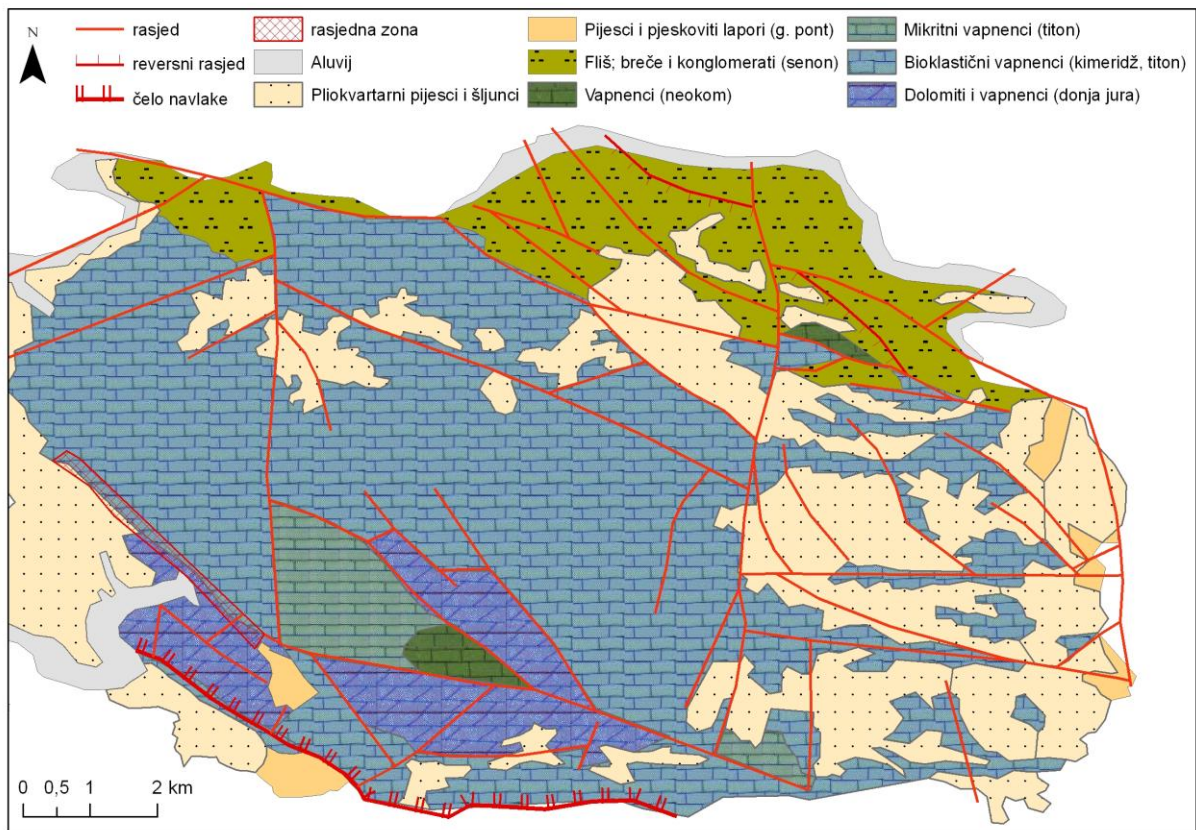 N
rasjed
reversni rasjed
čelo navlake
rasjedna zona
Aluvij
Pliokvartarni pijesci i šljunci
Pijesci i pjeskoviti lapori (g. pont)
Fliš; breče i konglomerati (senon)
Vapnenci (neokom)
Mikritni vapnenci (titon)
Bioklastični vapnenci (kimeridž, titon)
Dolomiti i vapnenci (donja jura)
0 0,5 1 2 km